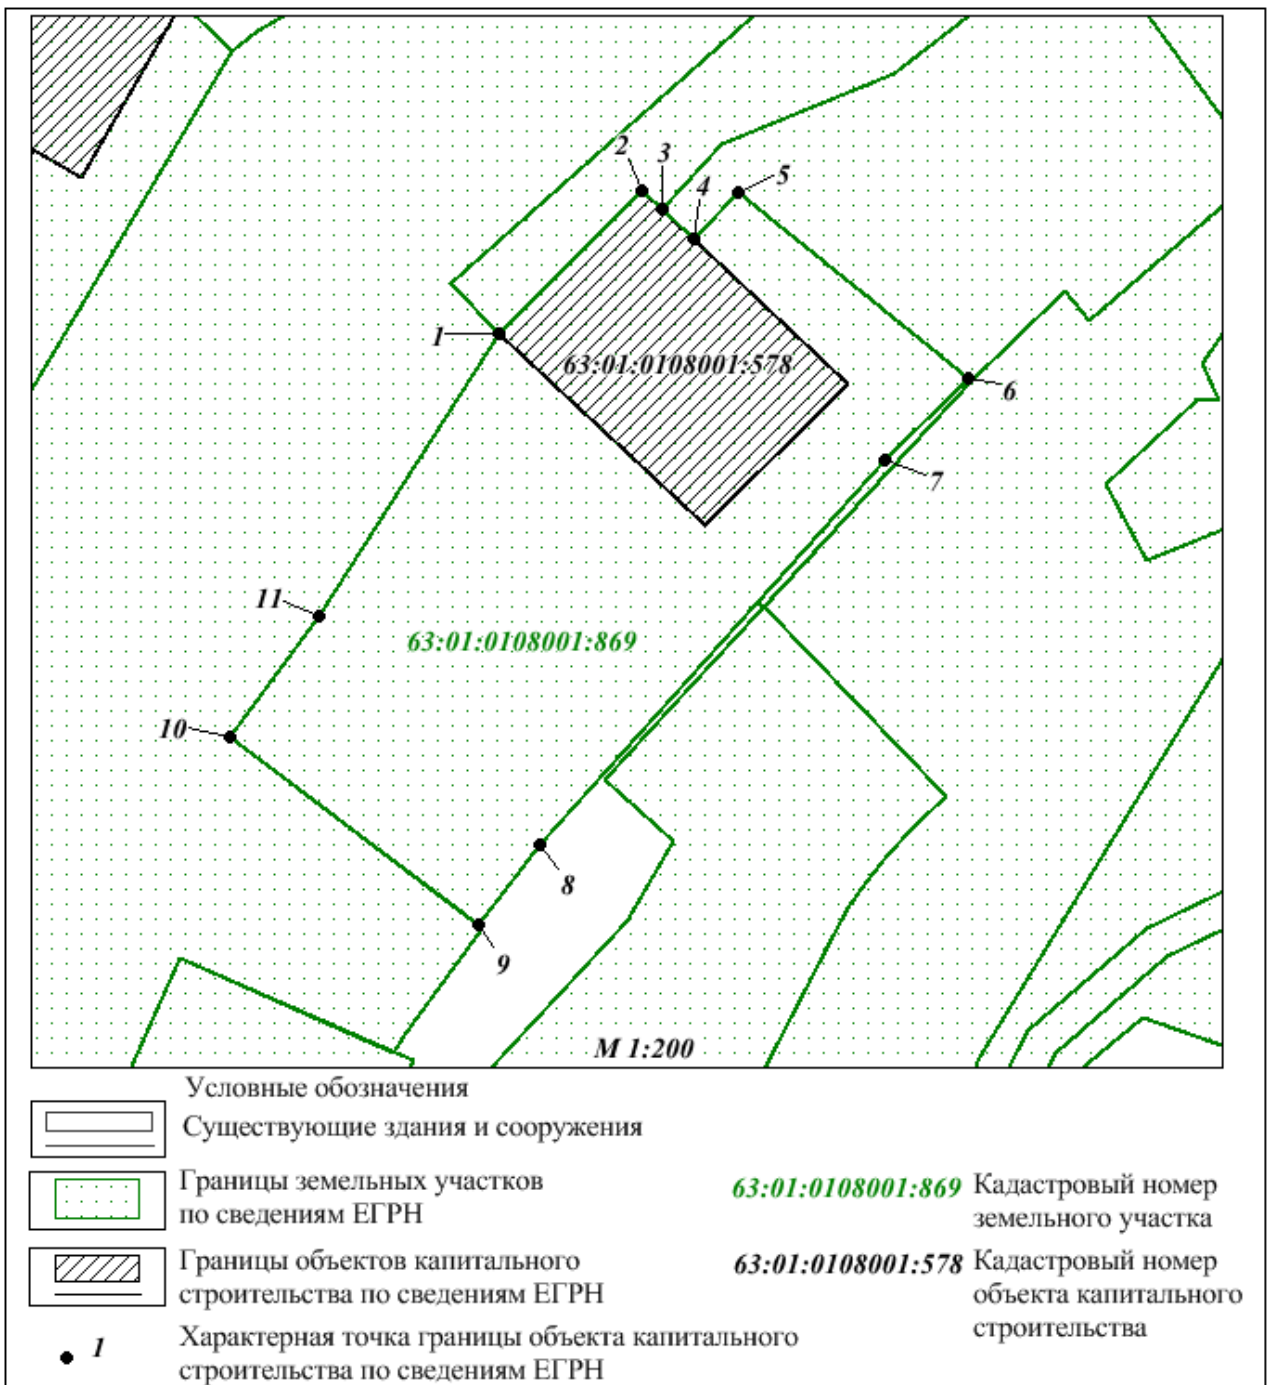 2
3
4
5
1
63:01:0108001:578
6
7
11
63:01:0108001:869
10
8
9
М 1:200
Условные обозначения
Существующие здания и сооружения
Границы земельных участков
по сведениям ЕГРН
63:01:0108001:869 Кадастровый номер
земельного участка
Границы объектов капитального
строительства по сведениям ЕГРН
63:01:0108001:578 Кадастровый номер
объекта капитального
строительства
1 Характерная точка границы объекта капитального
строительства по сведениям ЕГРН